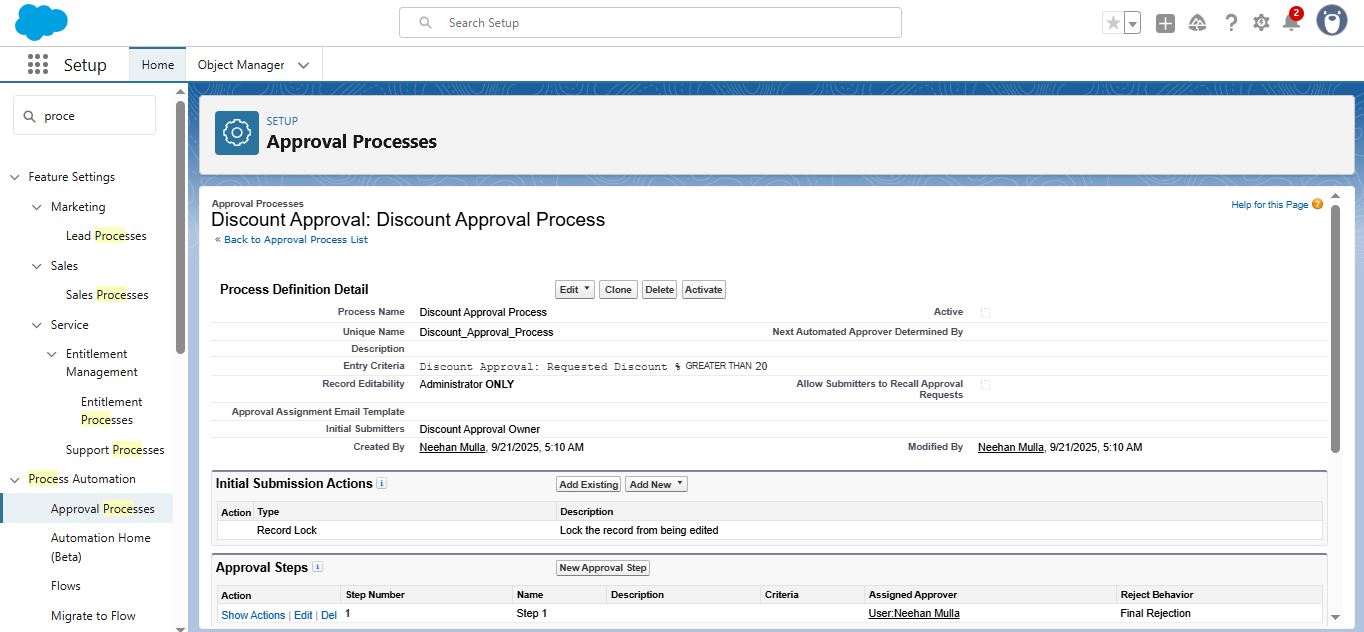 Search Setup
2
Setup
Home
Object Manager
proce
Feature Settings
Marketing
Lead Processes
Sales
Sales Processes
Service
Entitlement
Management
Entitlement
Processes
Support Processes
Process Automation
Approval Processes
Automation Home
(Beta)
Flows
Migrate to Flow
SETUP
Approval Processes
Approval Processes
Discount Approval: Discount Approval Process
« Back to Approval Process List
Help for this Page ?
Process Definition Detail
Edit Clone Delete Activate
Process Name Discount Approval Process Active
Unique Name Discount_Approval_Process Next Automated Approver Determined By
Description
Entry Criteria Discount Approval: Requested Discount % GREATER THAN 20
Record Editability Administrator ONLY Allow Submitters to Recall Approval
Requests
Approval Assignment Email Template
Initial Submitters Discount Approval Owner
Created By Neehan Mulla, 9/21/2025, 5:10 AM Modified By Neehan Mulla, 9/21/2025, 5:10 AM
Initial Submission Actions i Add Existing Add New
Action Type Description
Record Lock Lock the record from being edited
Approval Steps i New Approval Step
Action Step Number Name Description Criteria Assigned Approver Reject Behavior
Show Actions | Edit | Del 1 Step 1 User:Neehan Mulla Final Rejection